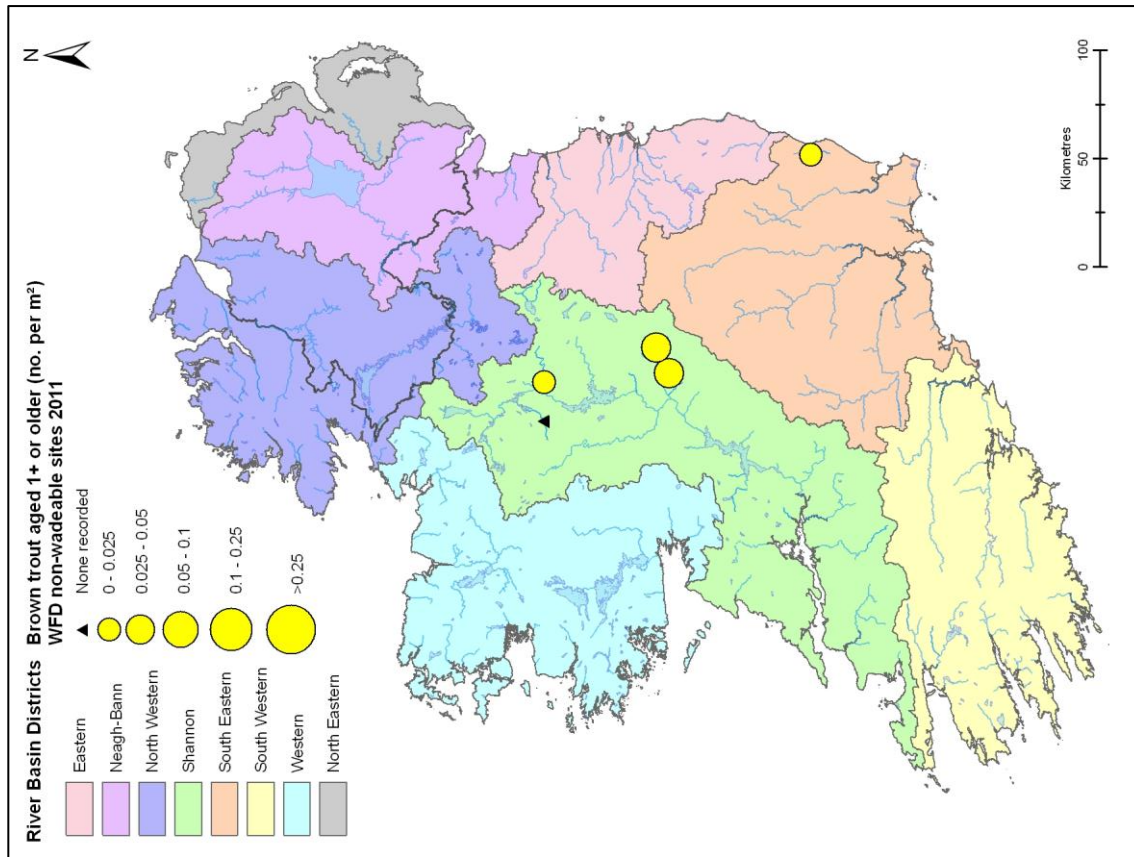 River Basin Districts
Eastern
Neagh-Bann
North Western
Shannon
South Eastern
South Western
Western
North Eastern
Brown trout aged 1+ or older (no. per m²)
WFD non-wadeable sites 2011
None recorded
0 - 0.025
0.025 - 0.05
0.05 - 0.1
0.1 - 0.25
>0.25
N
Kilometres
0
50
100